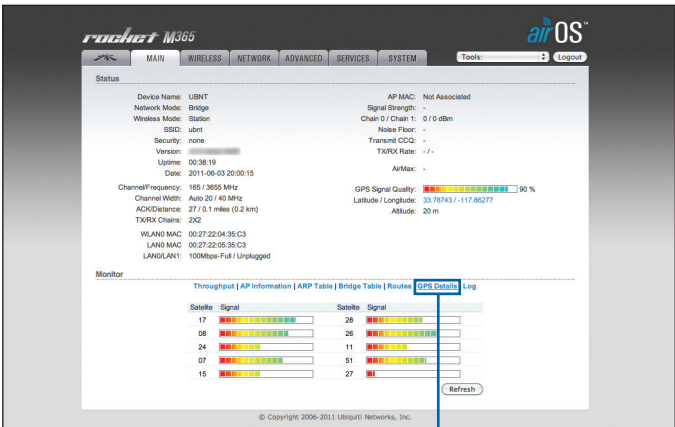 rocket M365 airOS™
MAIN WIRELESS NETWORK ADVANCED SERVICES SYSTEM Tools: Logout
Status
Device Name: UBNT
Network Mode: Bridge
Wireless Mode: Station
SSID: ubnt
Security: none
Version:
Uptime: 00:38:19
Date: 2011-06-03 20:00:15
Channel/Frequency: 165 / 3655 MHz
Channel Width: Auto 20 / 40 MHz
ACK/Distance: 27 / 0.1 miles (0.2 km)
TX/RX Chains: 2X2
WLAN0 MAC 00:27:22:04:35:C3
LAN0 MAC 00:27:22:05:35:C3
LAN0/LAN1: 100Mbps-Full / Unplugged
AP MAC: Not Associated
Signal Strength: -
Chain 0 / Chain 1: 0 / 0 dBm
Noise Floor: -
Transmit CCQ: -
TX/RX Rate: - / -
AirMax: -
GPS Signal Quality: 90 %
Latitude / Longitude: 33.78743 / -117.86277
Altitude: 20 m
Monitor
Throughput | AP Information | ARP Table | Bridge Table | Routes GPS Details Log
Satelite Signal Satelite Signal
17 28
08 26
24 11
07 51
15 27
Refresh
© Copyright 2006-2011 Ubiquiti Networks, Inc.